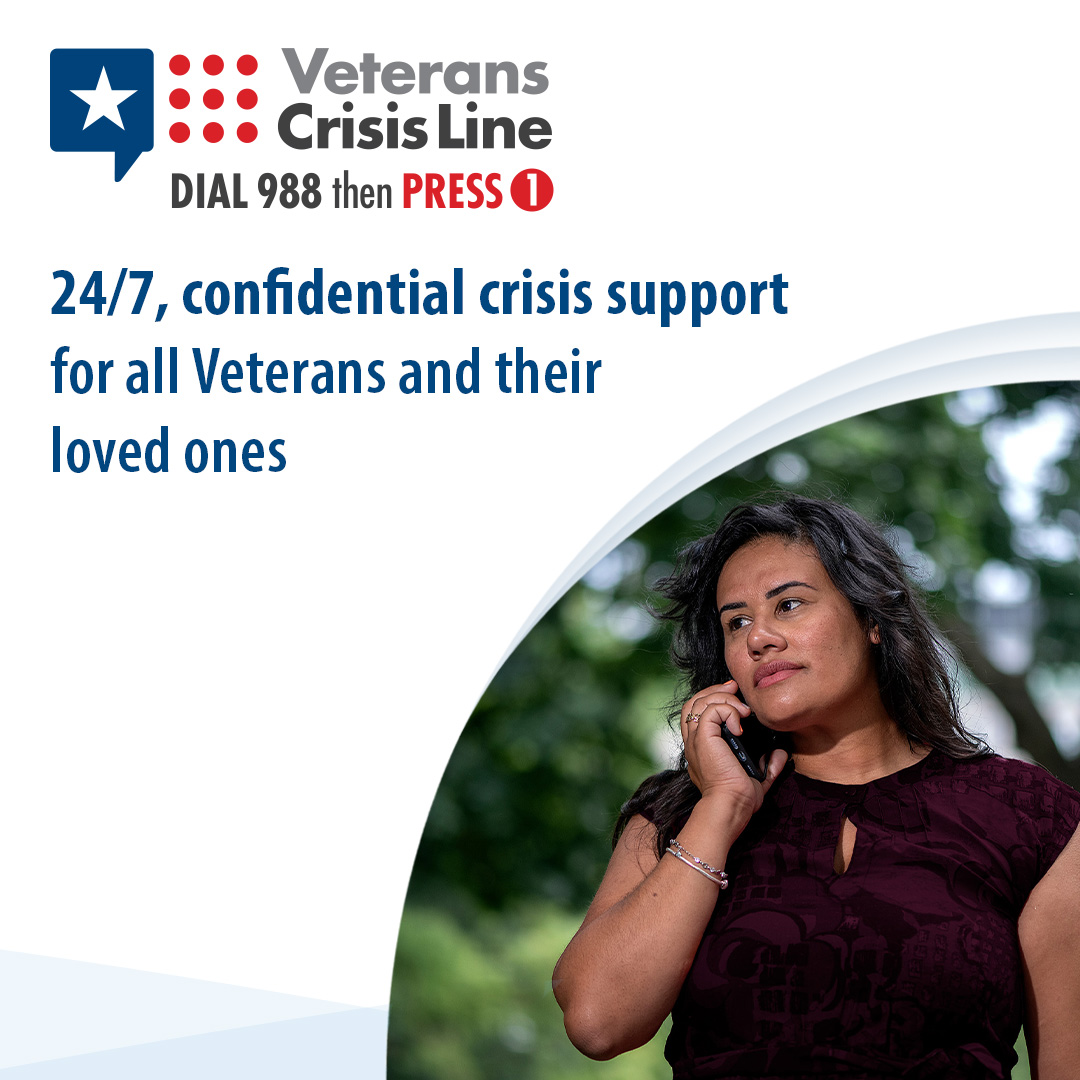 Veterans
Crisis Line
DIAL 988 then PRESS 1
24/7, confidential crisis support
for all Veterans and their
loved ones